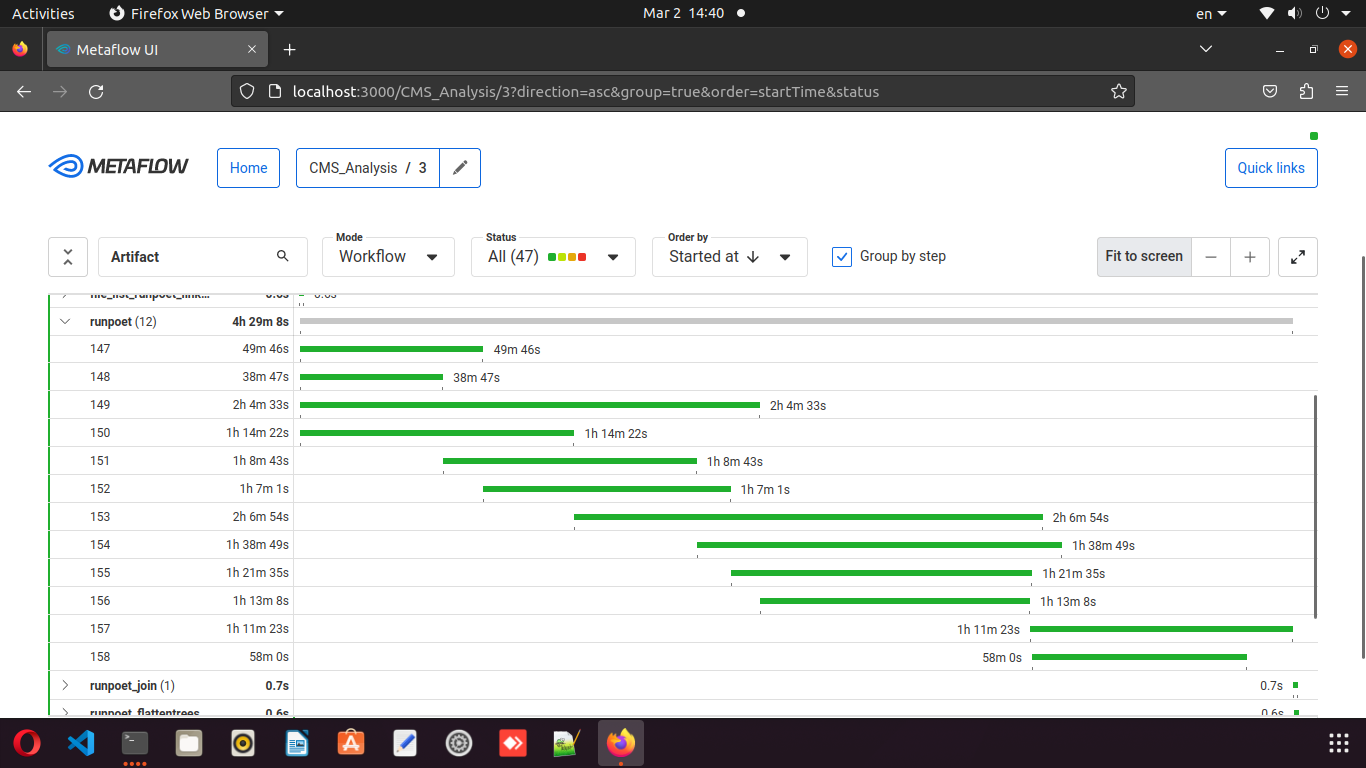 Activities Firefox Web Browser Mar 2 14:40 en
Metaflow UI
localhost:3000/CMS_Analysis/3?direction=asc&group=true&order=startTime&status
METAFLOW Home CMS_Analysis / 3 Quick links
Mode Status Order by
Artifact Workflow All (47) Started at Group by step Fit to screen
runpoet (12) 4h 29m 8s
147 49m 46s 49m 46s
148 38m 47s 38m 47s
149 2h 4m 33s 2h 4m 33s
150 1h 14m 22s 1h 14m 22s
151 1h 8m 43s 1h 8m 43s
152 1h 7m 1s 1h 7m 1s
153 2h 6m 54s 2h 6m 54s
154 1h 38m 49s 1h 38m 49s
155 1h 21m 35s 1h 21m 35s
156 1h 13m 8s 1h 13m 8s
157 1h 11m 23s 1h 11m 23s
158 58m 0s 58m 0s
runpoet_join (1) 0.7s 0.7s
runpoet_flattentrees 0.6s 0.6s